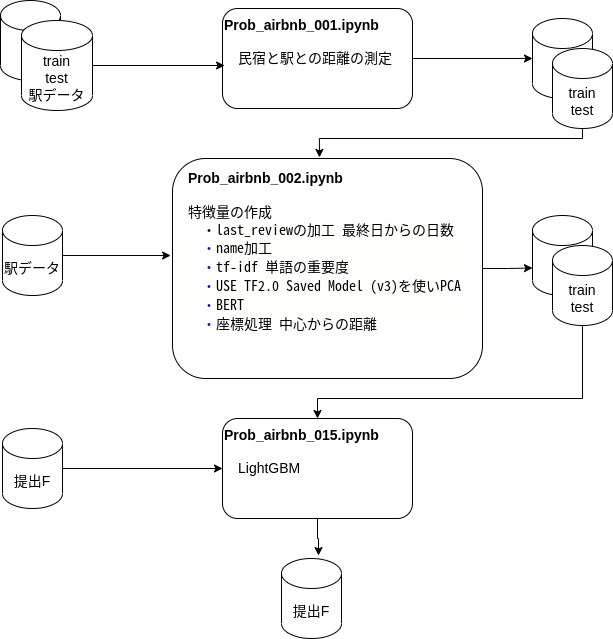 Prob_airbnb_001.ipynb
民宿と駅との距離の測定
train
test
駅データ
train
test
Prob_airbnb_002.ipynb
特徴量の作成
・last_reviewの加工 最終日からの日数
・name加工
・tf-idf 単語の重要度
・USE TF2.0 Saved Model (v3)を使いPCA
・BERT
・座標処理 中心からの距離
駅データ
train
test
Prob_airbnb_015.ipynb
LightGBM
提出F
提出F